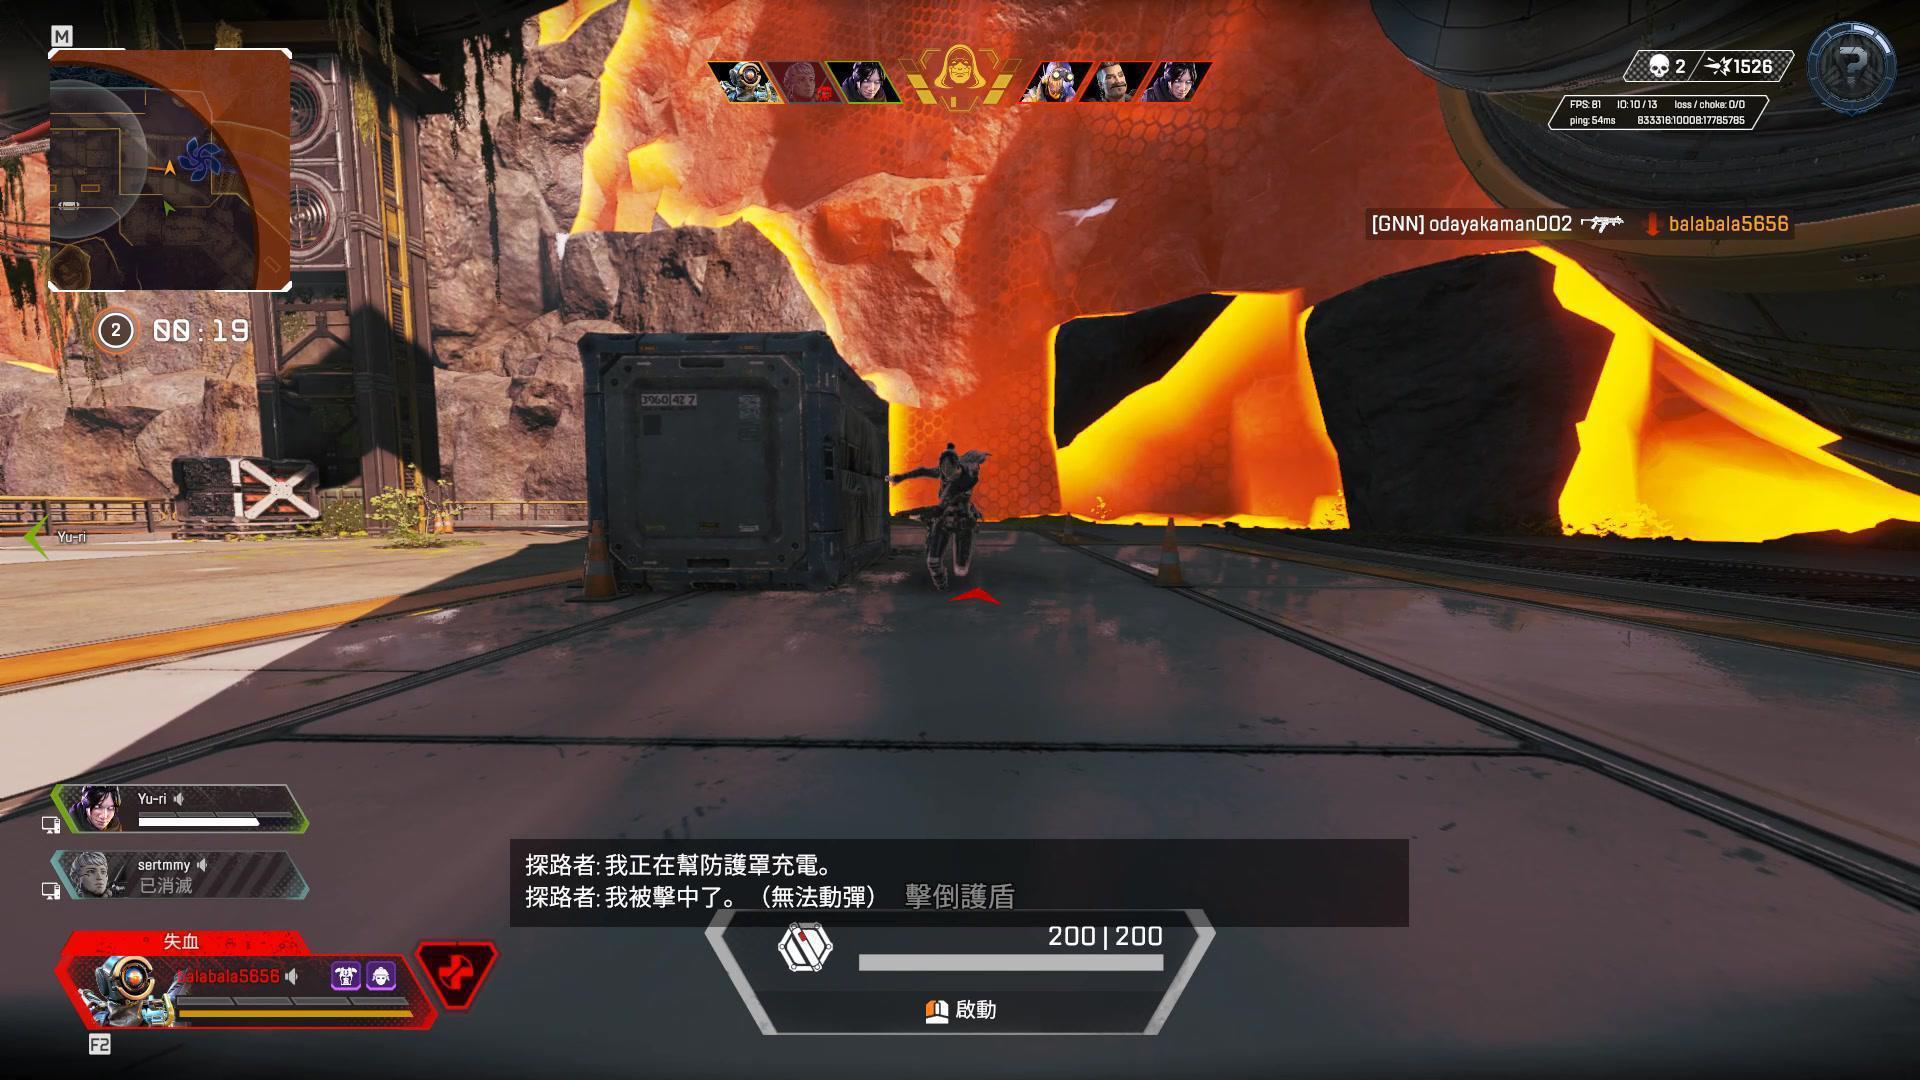 M
2
1526
FPS: 81 IO: 10 / 13 loss / choke: 0/0
ping: 54ms 833316:10008:17785785
[GNN] odayakaman002 balabala5656
2 00:19
3960 42 7
Yu-ri
Yu-ri
sertmmy
已消滅
探路者: 我正在幫防護罩充電。
探路者: 我被擊中了。（無法動彈）
擊倒護盾
200 | 200
啟動
失血
balabala5656
F2